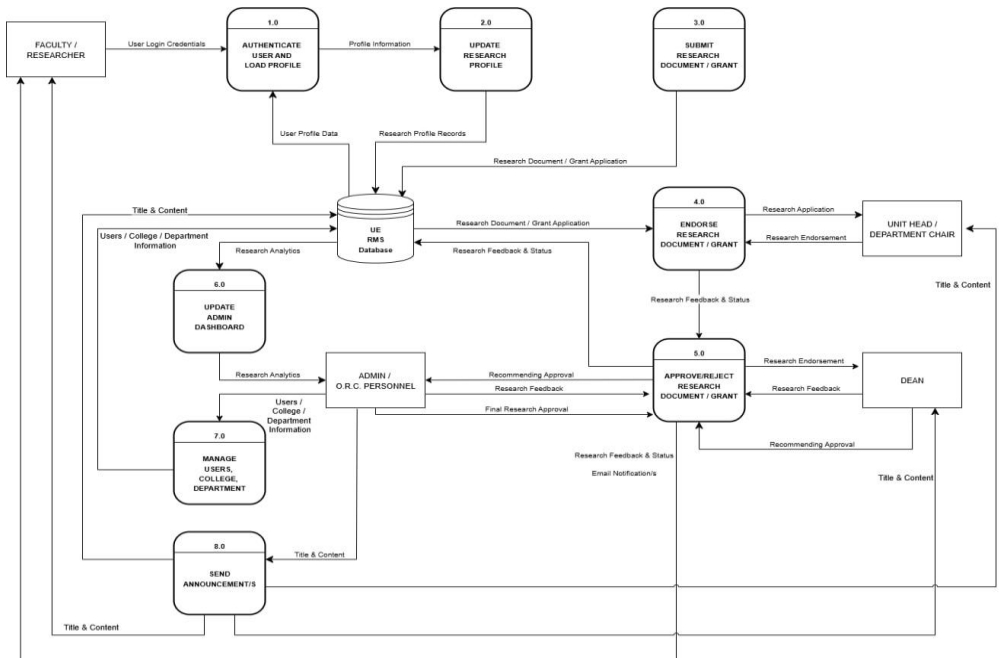 1.0
2.0
3.0
FACULTY /
RESEARCHER
User Login Credentials
AUTHENTICATE
USER AND
LOAD PROFILE
Profile Information
UPDATE
RESEARCH
PROFILE
SUBMIT
RESEARCH
DOCUMENT / GRANT
User Profile Data
Research Profile Records
Research Document / Grant Application
Title & Content
UE
RMS
Database
Research Document / Grant Application
4.0
ENDORSE
RESEARCH
DOCUMENT / GRANT
Research Application
UNIT HEAD /
DEPARTMENT CHAIR
Users / College / Department
Information
Research Analytics
Research Feedback & Status
Research Endorsement
Title & Content
6.0
UPDATE
ADMIN
DASHBOARD
Research Feedback & Status
5.0
APPROVE/REJECT
RESEARCH
DOCUMENT / GRANT
Research Endorsement
DEAN
Research Analytics
ADMIN /
O.R.C. PERSONNEL
Recommending Approval
Research Feedback
Research Feedback
Users /
College /
Department
Information
Final Research Approval
Recommending Approval
7.0
MANAGE
USERS,
COLLEGE,
DEPARTMENT
Research Feedback & Status
Email Notification/s
Title & Content
8.0
SEND
ANNOUNCEMENT/S
Title & Content
Title & Content